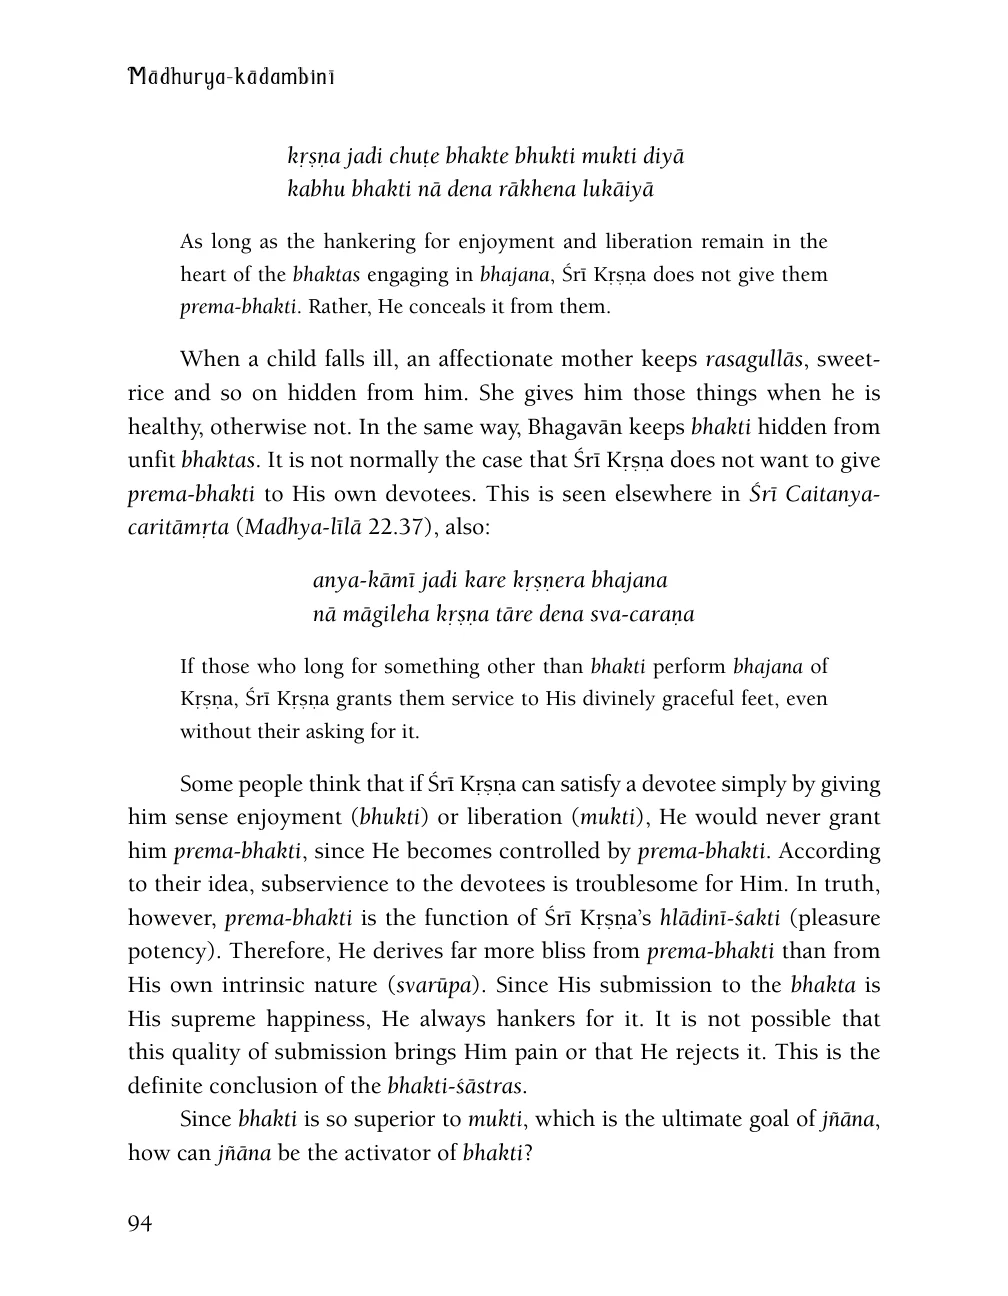 Mādhurya-kādambinī
kṛṣṇa jadi chuṭe bhakte bhukti mukti diyā
kabhu bhakti nā dena rākhena lukāiyā
As long as the hankering for enjoyment and liberation remain in the
heart of the bhaktas engaging in bhajana, Śrī Kṛṣṇa does not give them
prema-bhakti. Rather, He conceals it from them.
When a child falls ill, an affectionate mother keeps rasagullās, sweet-
rice and so on hidden from him. She gives him those things when he is
healthy, otherwise not. In the same way, Bhagavān keeps bhakti hidden from
unfit bhaktas. It is not normally the case that Śrī Kṛṣṇa does not want to give
prema-bhakti to His own devotees. This is seen elsewhere in Śrī Caitanya-
caritāmṛta (Madhya-līlā 22.37), also:
anya-kāmī jadi kare kṛṣṇera bhajana
nā māgileha kṛṣṇa tāre dena sva-caraṇa
If those who long for something other than bhakti perform bhajana of
Kṛṣṇa, Śrī Kṛṣṇa grants them service to His divinely graceful feet, even
without their asking for it.
Some people think that if Śrī Kṛṣṇa can satisfy a devotee simply by giving
him sense enjoyment (bhukti) or liberation (mukti), He would never grant
him prema-bhakti, since He becomes controlled by prema-bhakti. According
to their idea, subservience to the devotees is troublesome for Him. In truth,
however, prema-bhakti is the function of Śrī Kṛṣṇa’s hlādinī-śakti (pleasure
potency). Therefore, He derives far more bliss from prema-bhakti than from
His own intrinsic nature (svarūpa). Since His submission to the bhakta is
His supreme happiness, He always hankers for it. It is not possible that
this quality of submission brings Him pain or that He rejects it. This is the
definite conclusion of the bhakti-śāstras.
Since bhakti is so superior to mukti, which is the ultimate goal of jñāna,
how can jñāna be the activator of bhakti?
94